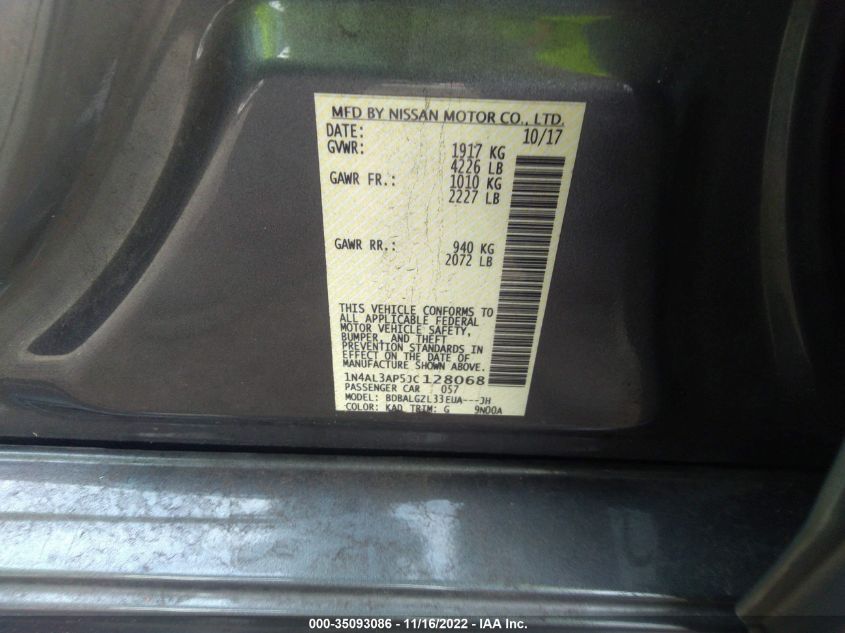 MFD BY NISSAN MOTOR CO., LTD.
DATE: 10/17
GVWR: 1917 KG
4226 LB
GAWR FR.: 1010 KG
2227 LB
GAWR RR.: 940 KG
2072 LB
THIS VEHICLE CONFORMS TO
ALL APPLICABLE FEDERAL
MOTOR VEHICLE SAFETY,
BUMPER, AND THEFT
PREVENTION STANDARDS IN
EFFECT ON THE DATE OF
MANUFACTURE SHOWN ABOVE.
1N4AL3AP5JC128068
PASSENGER CAR 057
MODEL: BDBALGZL33EUA---JH
COLOR: KAD TRIM: G 9N00A
000-35093086 - 11/16/2022 - IAA Inc.